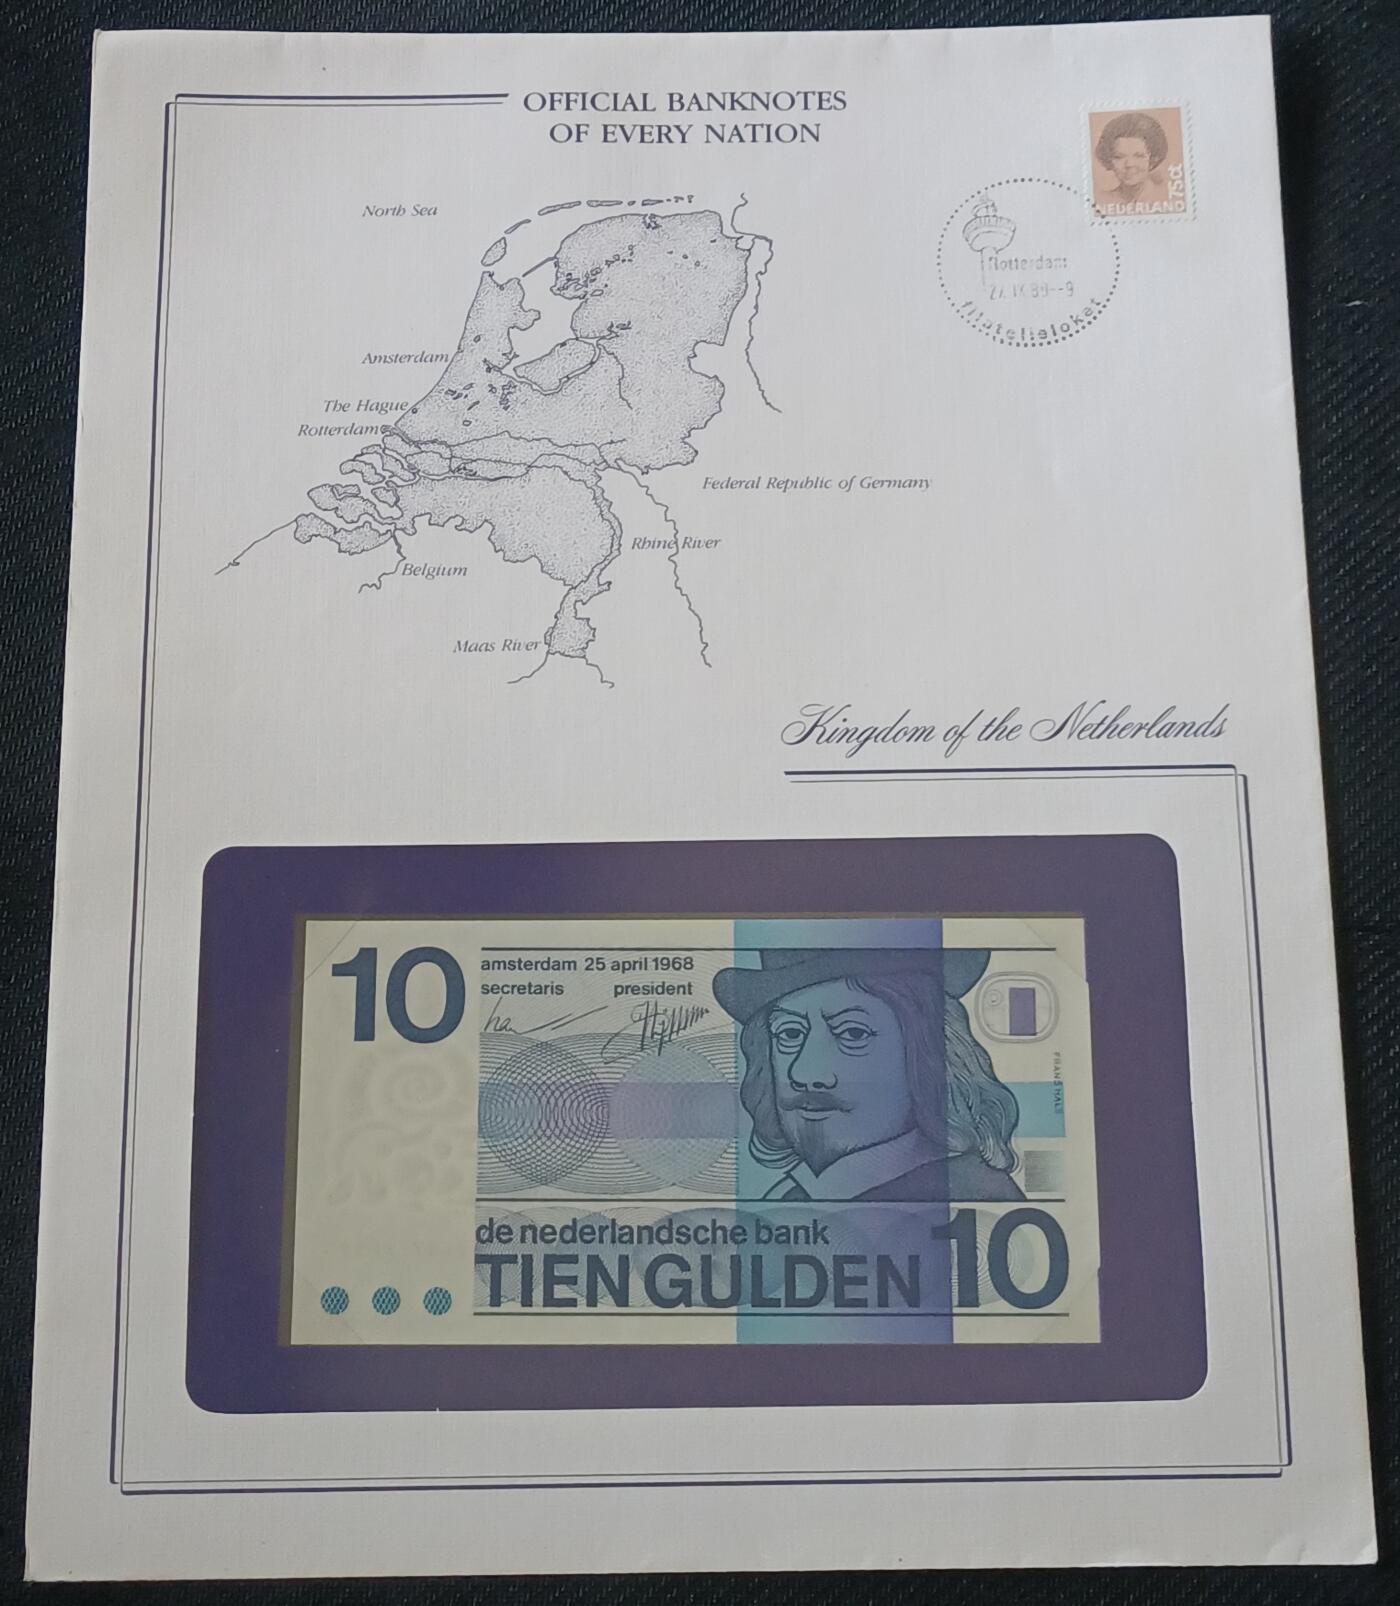 OFFICIAL BANKNOTES
OF EVERY NATION
75ct
NEDERLAND
Rotterdam
filatelieloket
North Sea
Amsterdam
The Hague
Rotterdam
Federal Republic of Germany
Rhine River
Belgium
Maas River
Kingdom of the Netherlands
10
amsterdam 25 april 1968
secretaris president
FRANS HALS
de nederlandsche bank
TIEN GULDEN 10